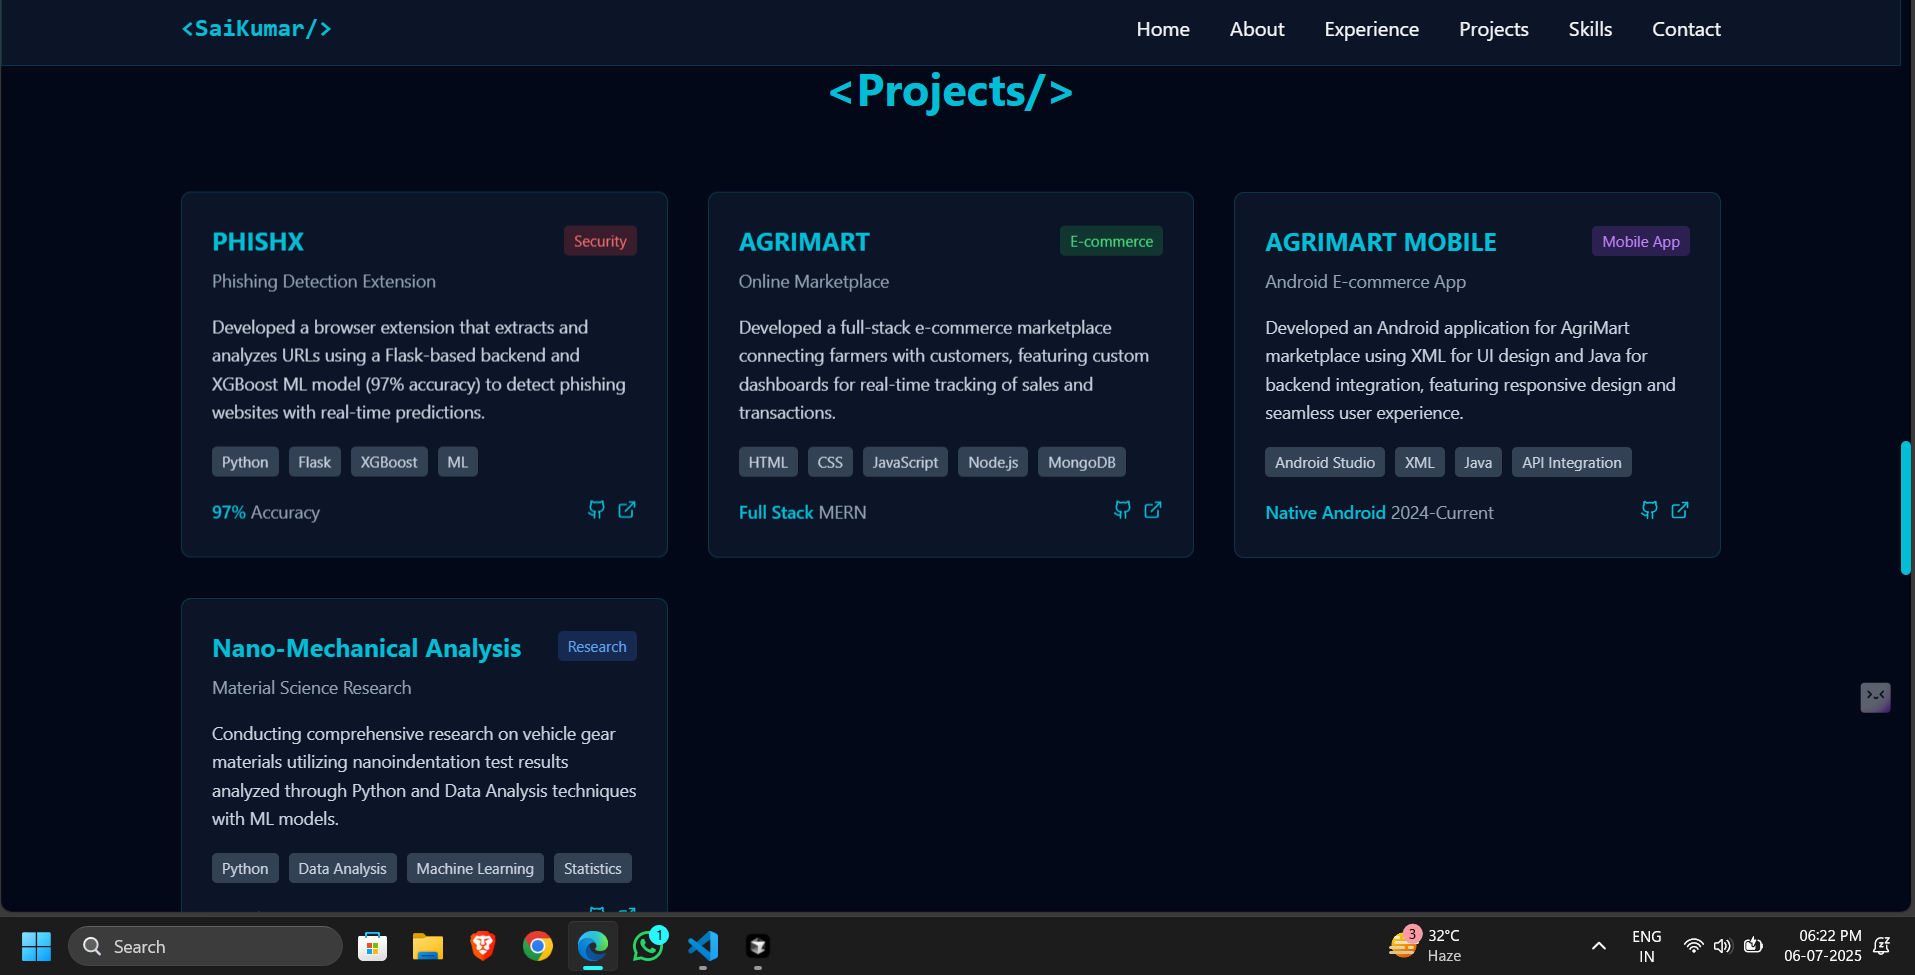 <SaiKumar/>
Home About Experience Projects Skills Contact
<Projects/>
PHISHX
Security
Phishing Detection Extension
Developed a browser extension that extracts and
analyzes URLs using a Flask-based backend and
XGBoost ML model (97% accuracy) to detect phishing
websites with real-time predictions.
Python Flask XGBoost ML
97% Accuracy
AGRIMART
E-commerce
Online Marketplace
Developed a full-stack e-commerce marketplace
connecting farmers with customers, featuring custom
dashboards for real-time tracking of sales and
transactions.
HTML CSS JavaScript Node.js MongoDB
Full Stack MERN
AGRIMART MOBILE
Mobile App
Android E-commerce App
Developed an Android application for AgriMart
marketplace using XML for UI design and Java for
backend integration, featuring responsive design and
seamless user experience.
Android Studio XML Java API Integration
Native Android 2024-Current
Nano-Mechanical Analysis
Research
Material Science Research
Conducting comprehensive research on vehicle gear
materials utilizing nanoindentation test results
analyzed through Python and Data Analysis techniques
with ML models.
Python Data Analysis Machine Learning Statistics
Search
1
3
32°C
Haze
ENG
IN
06:22 PM
06-07-2025